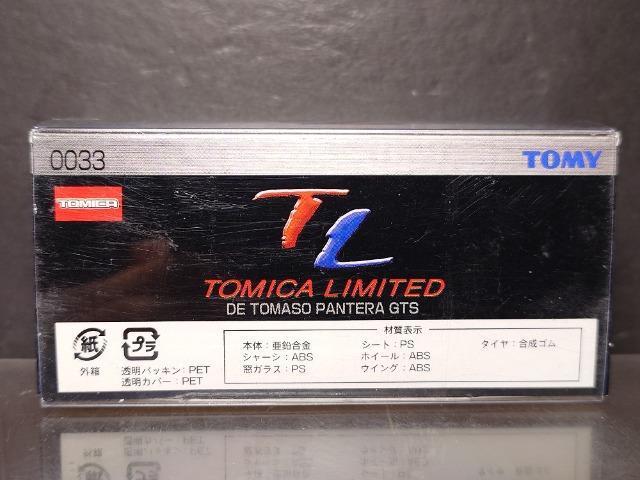 0033
TOMY
TOMICA
TL
TOMICA LIMITED
DE TOMASO PANTERA GTS
紙
外箱
プラ
透明パッキン:PET
透明カバー:PET
材質表示
本体:亜鉛合金
シャーシ:ABS
窓ガラス:PS
シート:PS
ホイール:ABS
ウイング:ABS
タイヤ:合成ゴム